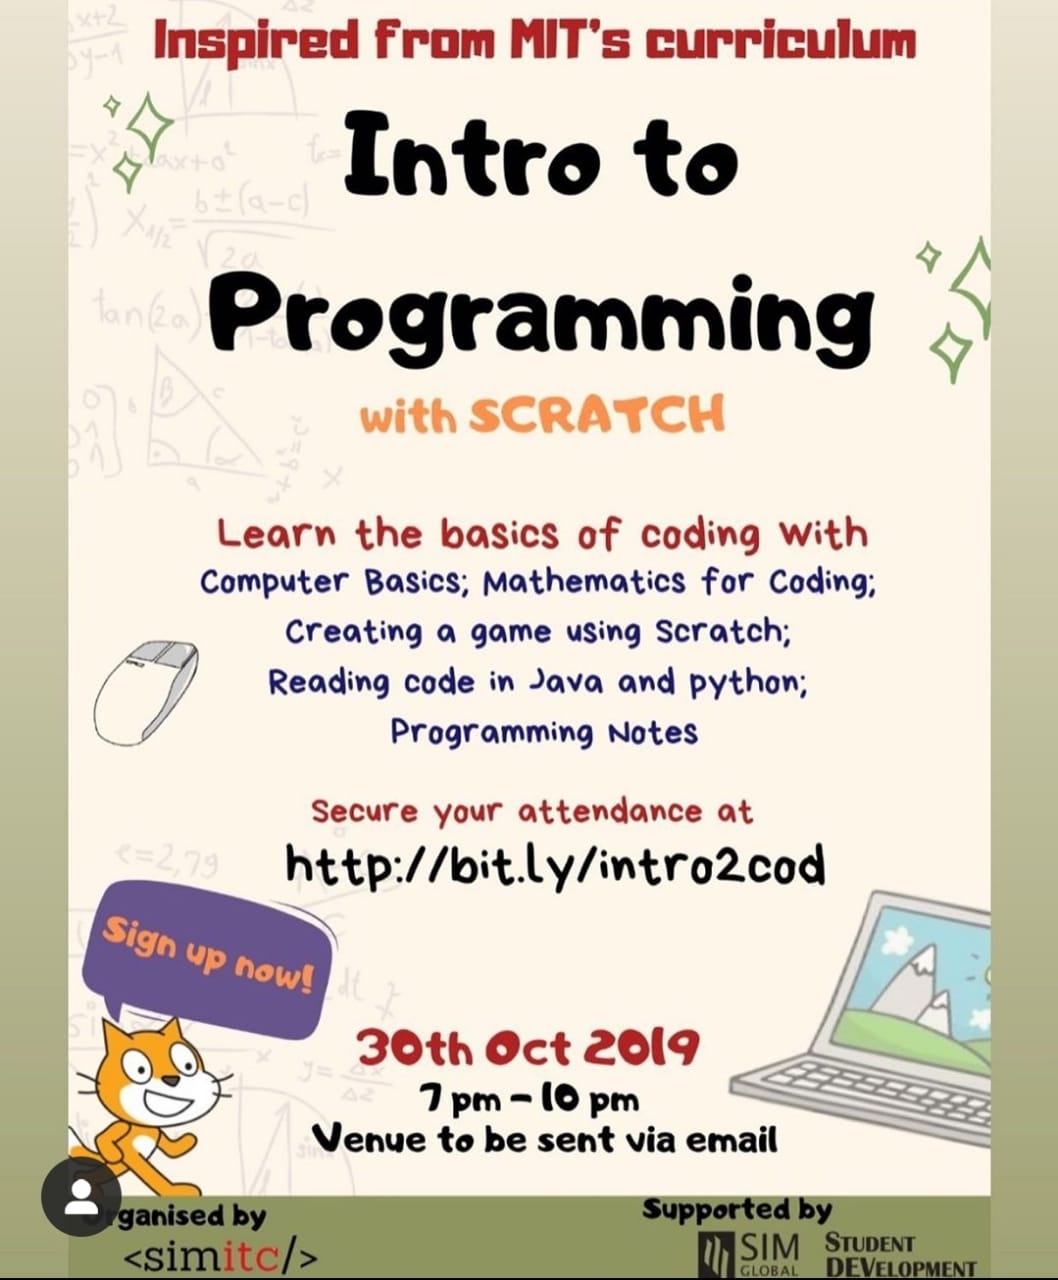 Inspired from MIT's curriculum
Intro to
Programming
with SCRATCH
Learn the basics of coding with
Computer Basics; Mathematics for Coding;
Creating a game using Scratch;
Reading code in Java and python;
Programming Notes
Secure your attendance at
http://bit.ly/intro2cod
e=2,79
Sign up now!
30th Oct 2019
7 pm - 10 pm
Venue to be sent via email
Organised by
<simitc/>
Supported by
SIM
GLOBAL
STUDENT
DEVELOPMENT